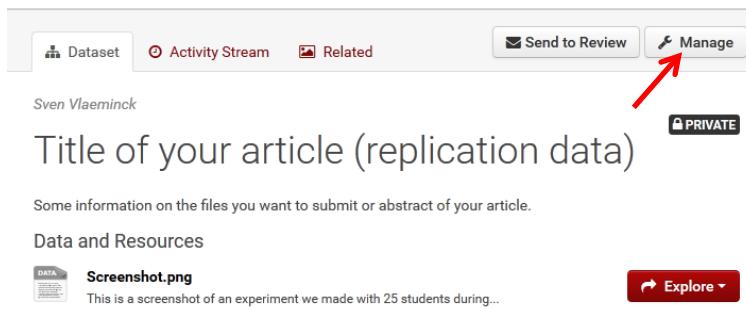 Dataset Activity Stream Related Send to Review Manage
Sven Vlaeminck
PRIVATE
Title of your article (replication data)
Some information on the files you want to submit or abstract of your article.
Data and Resources
DATA
Screenshot.png
This is a screenshot of an experiment we made with 25 students during...
Explore